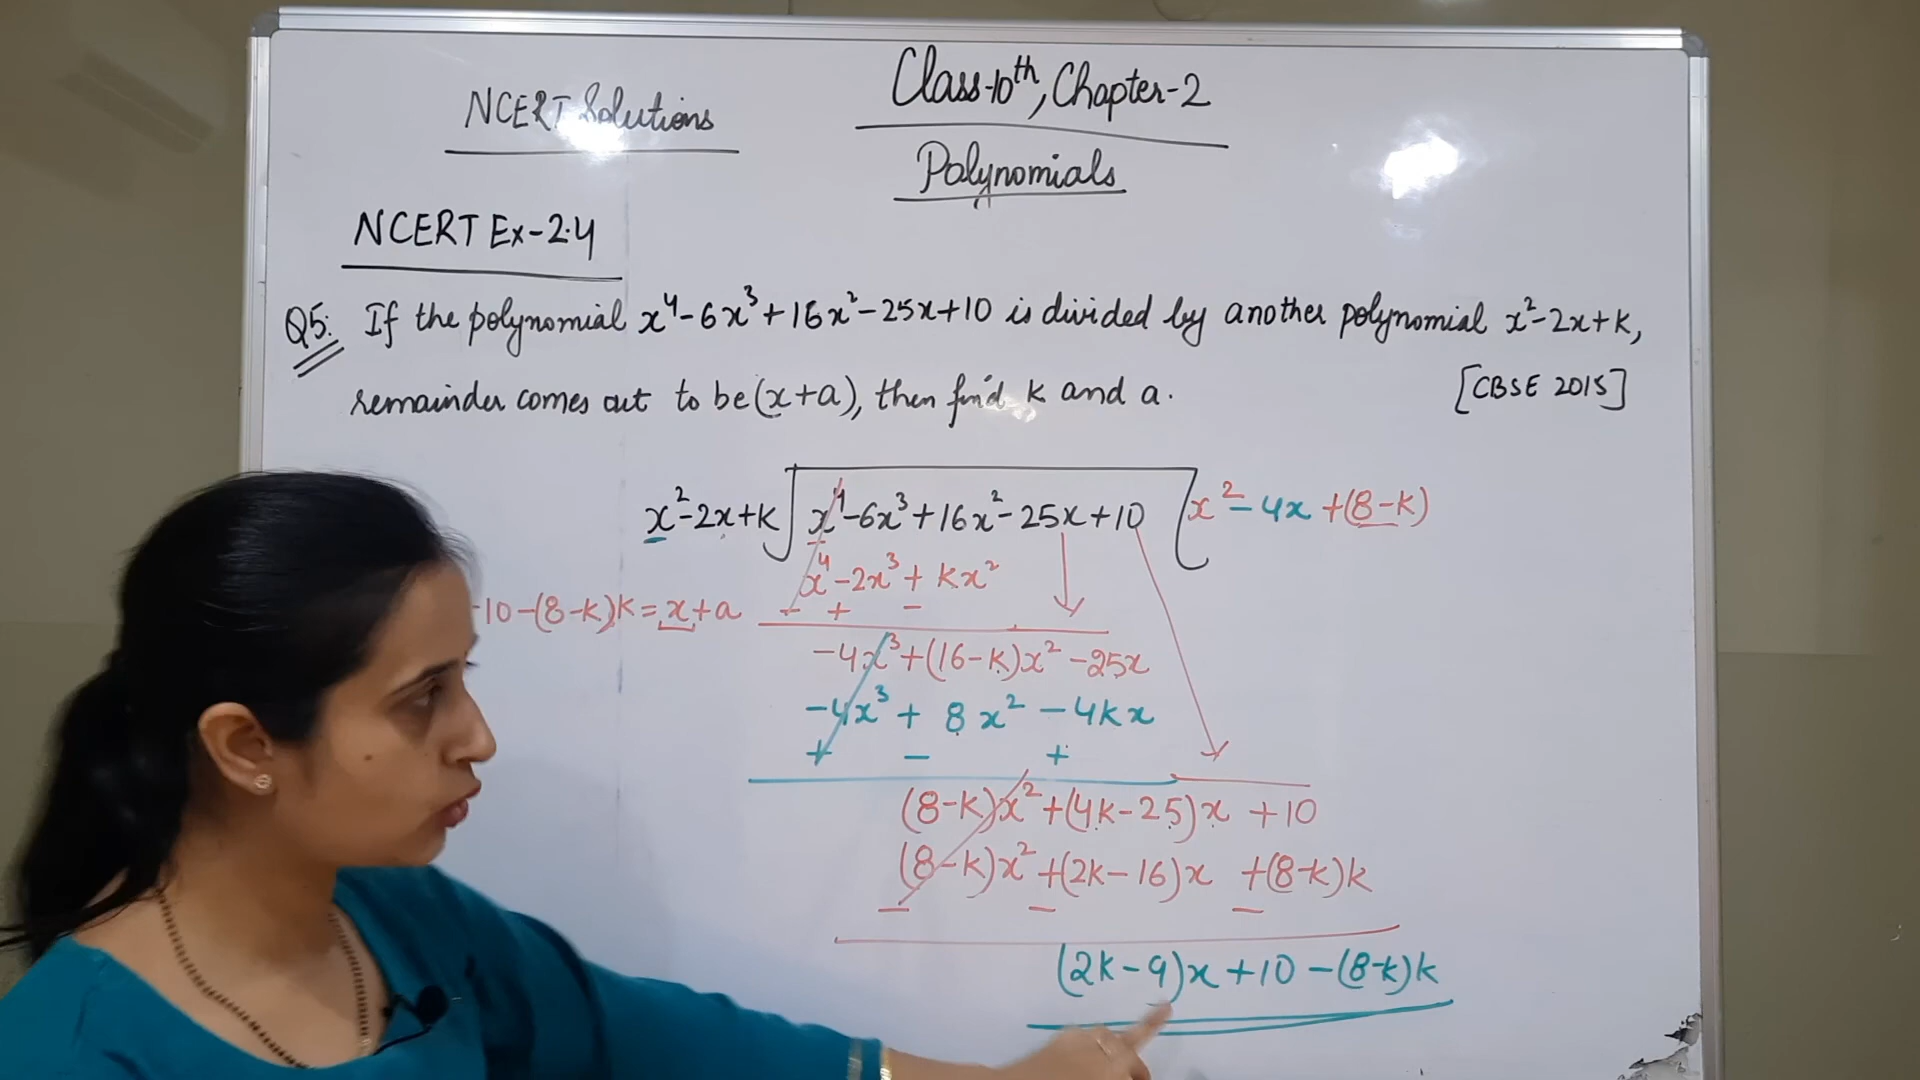 NCERT Solutions
Class-10th, Chapter-2
Polynomials
NCERT Ex-2.4
Q5: If the polynomial x⁴-6x³+16x²-25x+10 is divided by another polynomial x²-2x+k,
remainder comes out to be (x+a), then find k and a. [CBSE 2015]
x²-2x+k x⁴-6x³+16x²-25x+10 x²-4x+(8-k)
x⁴-2x³+kx²
- + -
10-(8-k)k=x+a
-4x³+(16-k)x²-25x
-4x³+8x²-4kx
+ - +
(8-k)x²+(4k-25)x+10
(8-k)x²+(2k-16)x+(8-k)k
- - -
(2k-9)x+10-(8-k)k